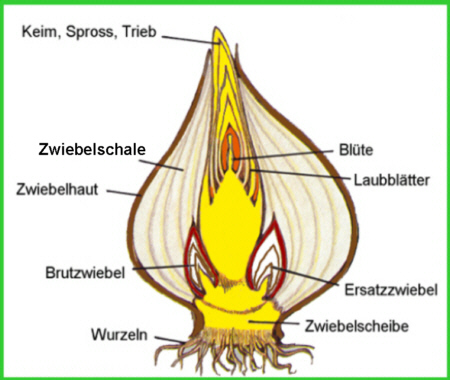 Keim, Spross, Trieb
Blüte
Zwiebelschale
Laubblätter
Zwiebelhaut
Brutzwiebel
Ersatzzwiebel
Zwiebelscheibe
Wurzeln